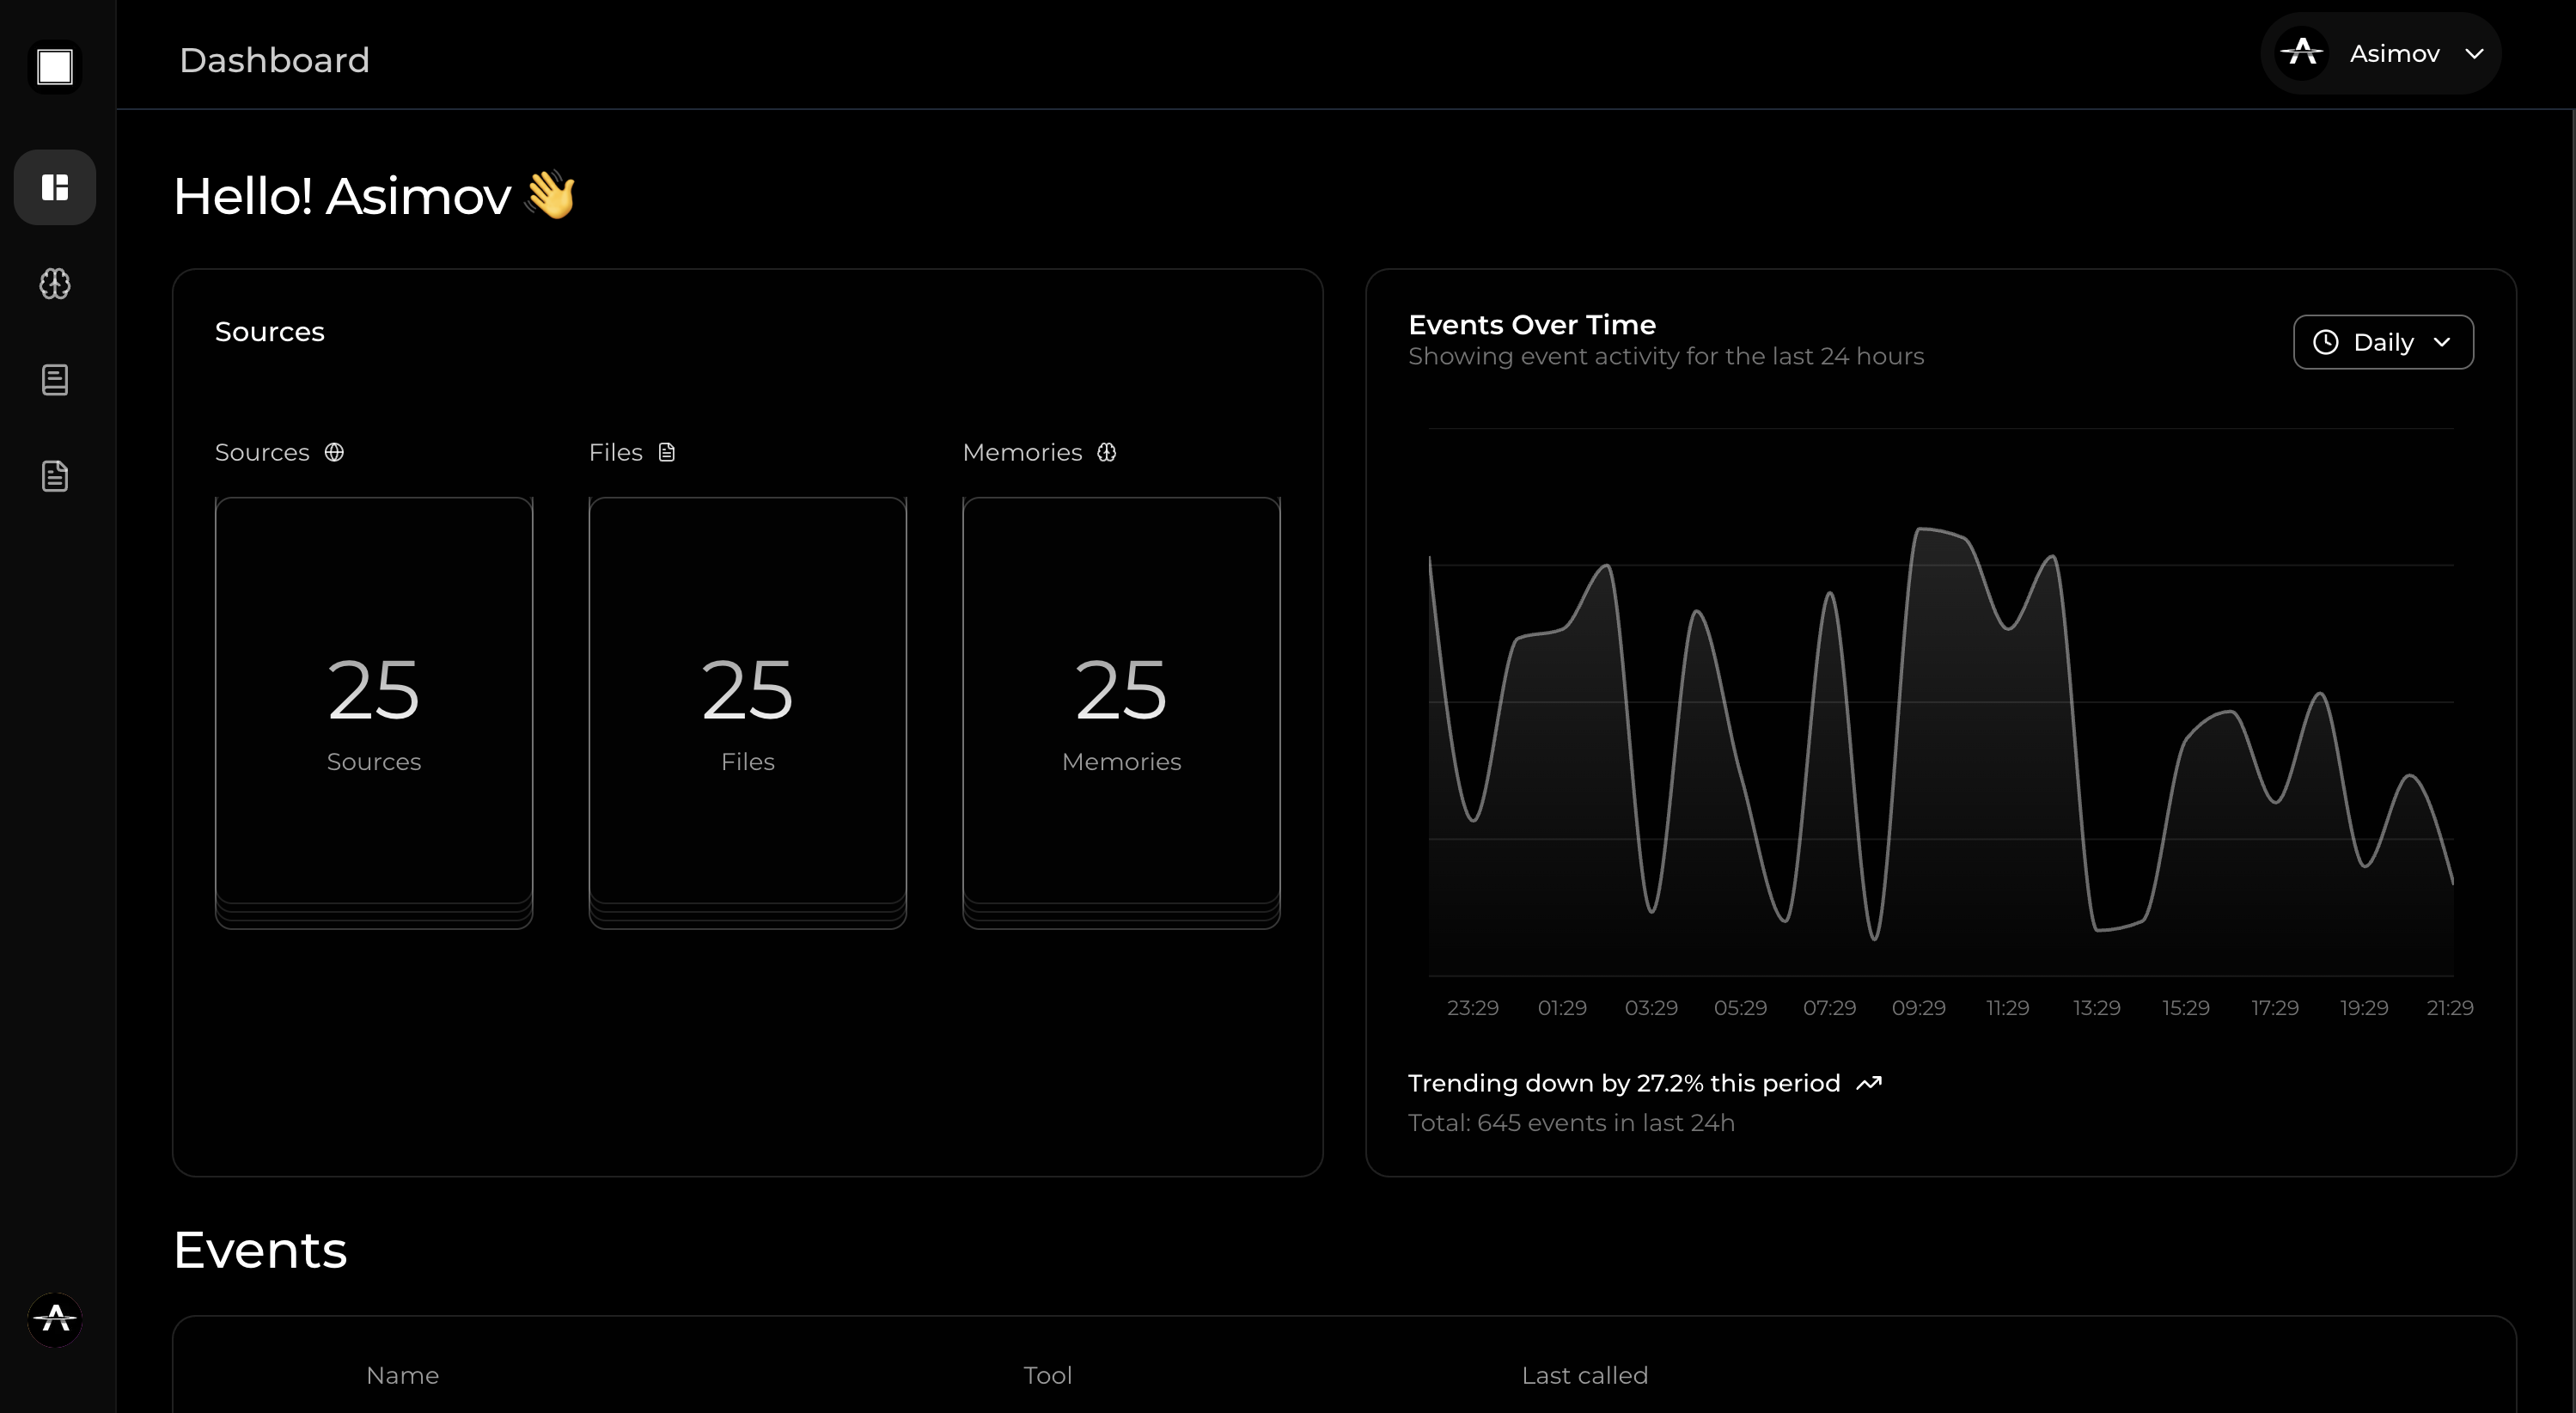 Dashboard
Asimov
Hello! Asimov 👋
Sources
Sources
Files
Memories
25
Sources
25
Files
25
Memories
Events Over Time
Showing event activity for the last 24 hours
Daily
23:29 01:29 03:29 05:29 07:29 09:29 11:29 13:29 15:29 17:29 19:29 21:29
Trending down by 27.2% this period
Total: 645 events in last 24h
Events
Name Tool Last called